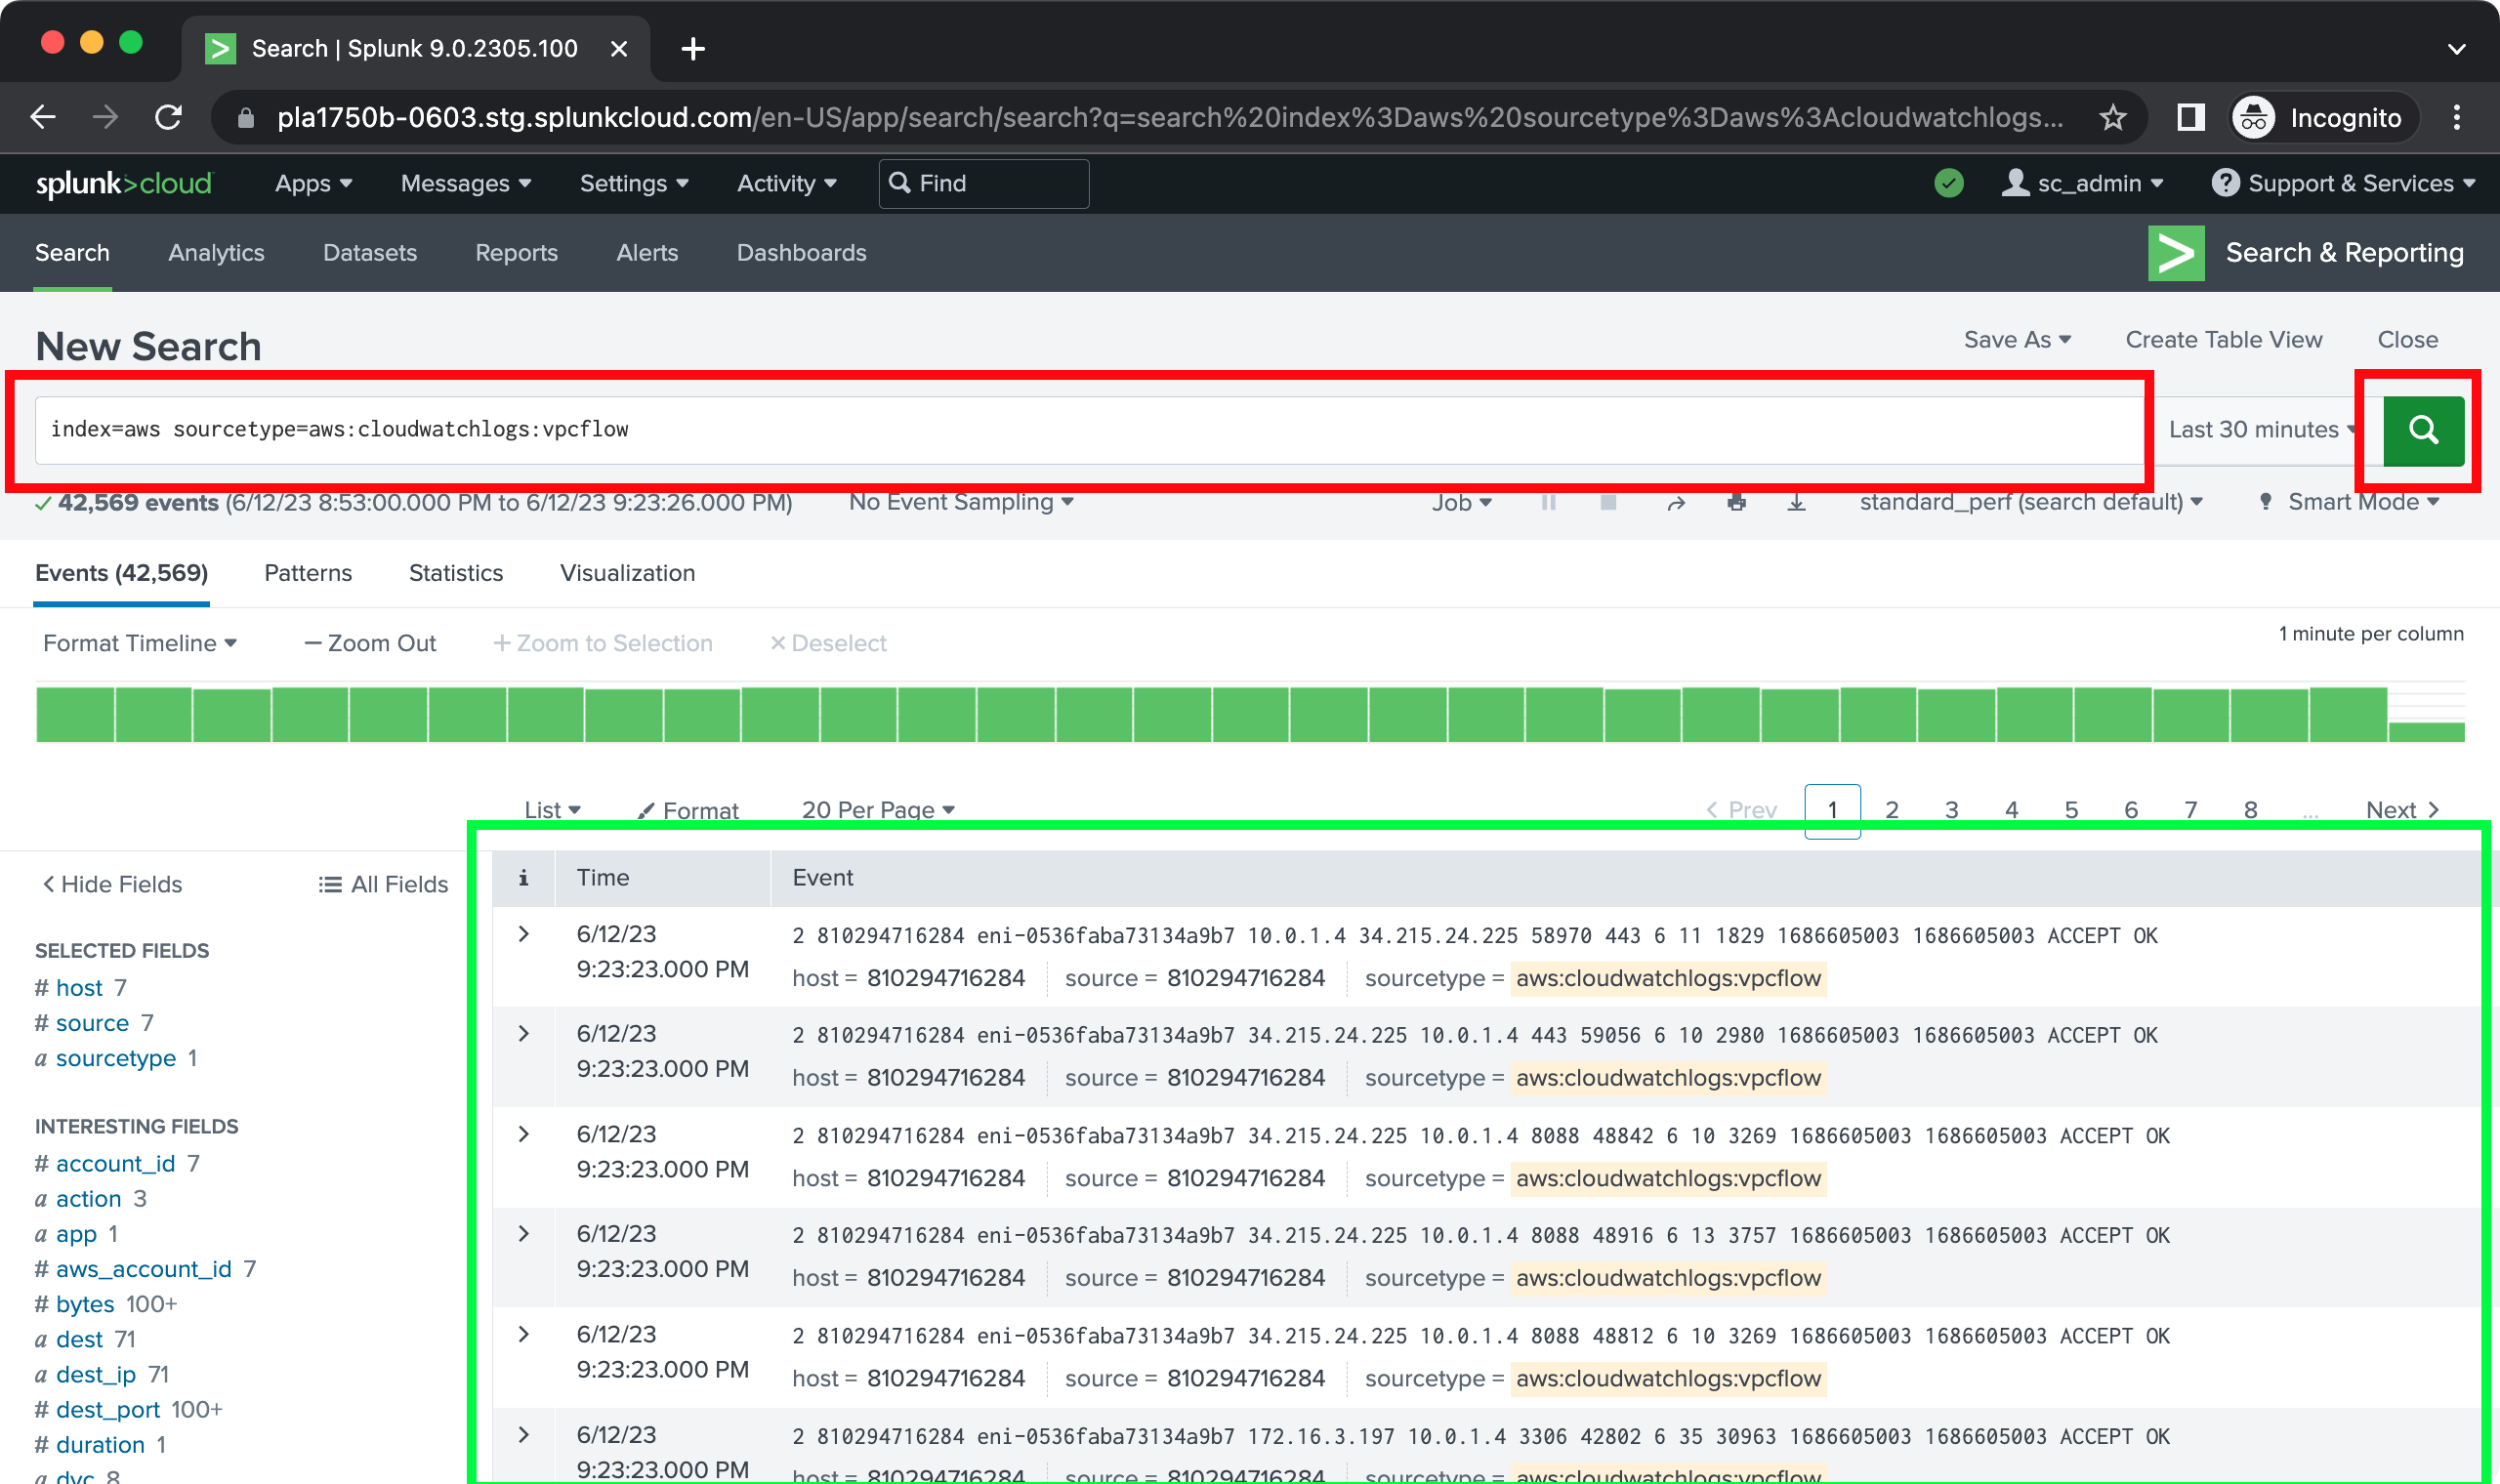 Search | Splunk 9.0.2305.100
pla1750b-0603.stg.splunkcloud.com/en-US/app/search/search?q=search%20index%3Daws%20sourcetype%3Daws%3Acloudwatchlogs... Incognito
splunk>cloud Apps Messages Settings Activity Find sc_admin ? Support & Services
Search Analytics Datasets Reports Alerts Dashboards > Search & Reporting
New Search Save As Create Table View Close
index=aws sourcetype=aws:cloudwatchlogs:vpcflow Last 30 minutes
42,569 events (6/12/23 8:53:00.000 PM to 6/12/23 9:23:26.000 PM) No Event Sampling Job standard_perf (search default) Smart Mode
Events (42,569) Patterns Statistics Visualization
Format Timeline — Zoom Out + Zoom to Selection × Deselect 1 minute per column
List Format 20 Per Page < Prev 1 2 3 4 5 6 7 8 ... Next >
< Hide Fields All Fields
SELECTED FIELDS
# host 7
# source 7
a sourcetype 1
INTERESTING FIELDS
# account_id 7
a action 3
a app 1
# aws_account_id 7
# bytes 100+
a dest 71
a dest_ip 71
# dest_port 100+
# duration 1
a dvc 8
i Time Event
> 6/12/23 2 810294716284 eni-0536faba73134a9b7 10.0.1.4 34.215.24.225 58970 443 6 11 1829 1686605003 1686605003 ACCEPT OK
9:23:23.000 PM host = 810294716284 source = 810294716284 sourcetype = aws:cloudwatchlogs:vpcflow
> 6/12/23 2 810294716284 eni-0536faba73134a9b7 34.215.24.225 10.0.1.4 443 59056 6 10 2980 1686605003 1686605003 ACCEPT OK
9:23:23.000 PM host = 810294716284 source = 810294716284 sourcetype = aws:cloudwatchlogs:vpcflow
> 6/12/23 2 810294716284 eni-0536faba73134a9b7 34.215.24.225 10.0.1.4 8088 48842 6 10 3269 1686605003 1686605003 ACCEPT OK
9:23:23.000 PM host = 810294716284 source = 810294716284 sourcetype = aws:cloudwatchlogs:vpcflow
> 6/12/23 2 810294716284 eni-0536faba73134a9b7 34.215.24.225 10.0.1.4 8088 48916 6 13 3757 1686605003 1686605003 ACCEPT OK
9:23:23.000 PM host = 810294716284 source = 810294716284 sourcetype = aws:cloudwatchlogs:vpcflow
> 6/12/23 2 810294716284 eni-0536faba73134a9b7 34.215.24.225 10.0.1.4 8088 48812 6 10 3269 1686605003 1686605003 ACCEPT OK
9:23:23.000 PM host = 810294716284 source = 810294716284 sourcetype = aws:cloudwatchlogs:vpcflow
> 6/12/23 2 810294716284 eni-0536faba73134a9b7 172.16.3.197 10.0.1.4 3306 42802 6 35 30963 1686605003 1686605003 ACCEPT OK
9:23:23.000 PM host = 810294716284 source = 810294716284 sourcetype = aws:cloudwatchlogs:vpcflow